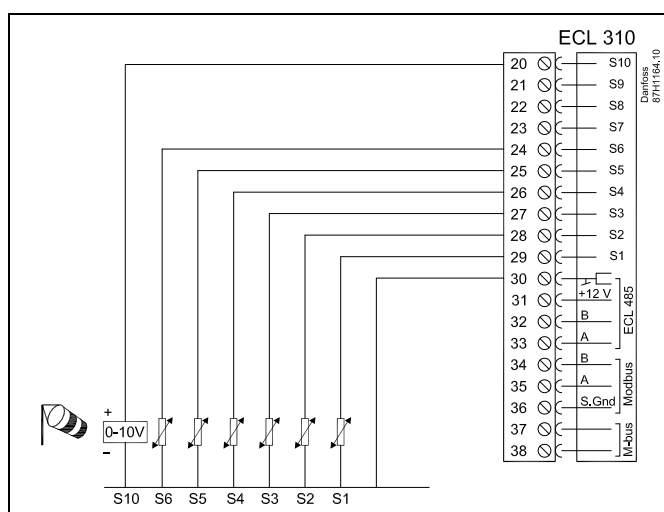 ECL 310
Danfoss
87H1164.10
20 S10
21 S9
22 S8
23 S7
24 S6
25 S5
26 S4
27 S3
28 S2
29 S1
30
31 +12 V
32 B
33 A
ECL 485
34 B
35 A
36 S.Gnd
Modbus
37
38
M-bus
+
0-10V
−
S10 S6 S5 S4 S3 S2 S1